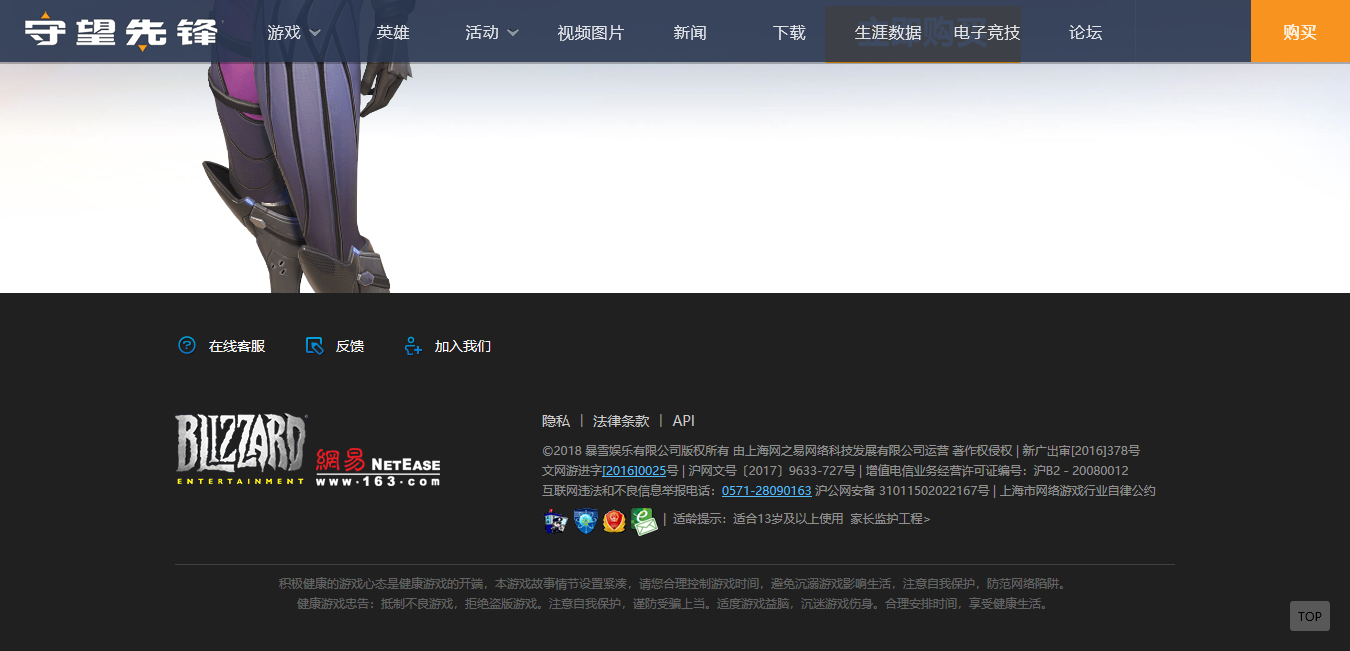 守望先锋 游戏 英雄 活动 视频图片 新闻 下载 生涯数据 电子竞技 论坛 购买
立即购买
在线客服 反馈 加入我们
隐私 | 法律条款 | API
BLIZZARD
ENTERTAINMENT
網易 NETEASE
www.163.com
©2018 暴雪娱乐有限公司版权所有 由上海网之易网络科技发展有限公司运营 著作权侵权 | 新广出审[2016]378号
文网游进字[2016]0025号 | 沪网文号〔2017〕9633-727号 | 增值电信业务经营许可证编号：沪B2 - 20080012
互联网违法和不良信息举报电话：0571-28090163 沪公网安备 31011502022167号 | 上海市网络游戏行业自律公约
| 适龄提示：适合13岁及以上使用 家长监护工程>
积极健康的游戏心态是健康游戏的开端，本游戏故事情节设置紧凑，请您合理控制游戏时间，避免沉溺游戏影响生活，注意自我保护，防范网络陷阱。
健康游戏忠告：抵制不良游戏，拒绝盗版游戏。注意自我保护，谨防受骗上当。适度游戏益脑，沉迷游戏伤身。合理安排时间，享受健康生活。
TOP